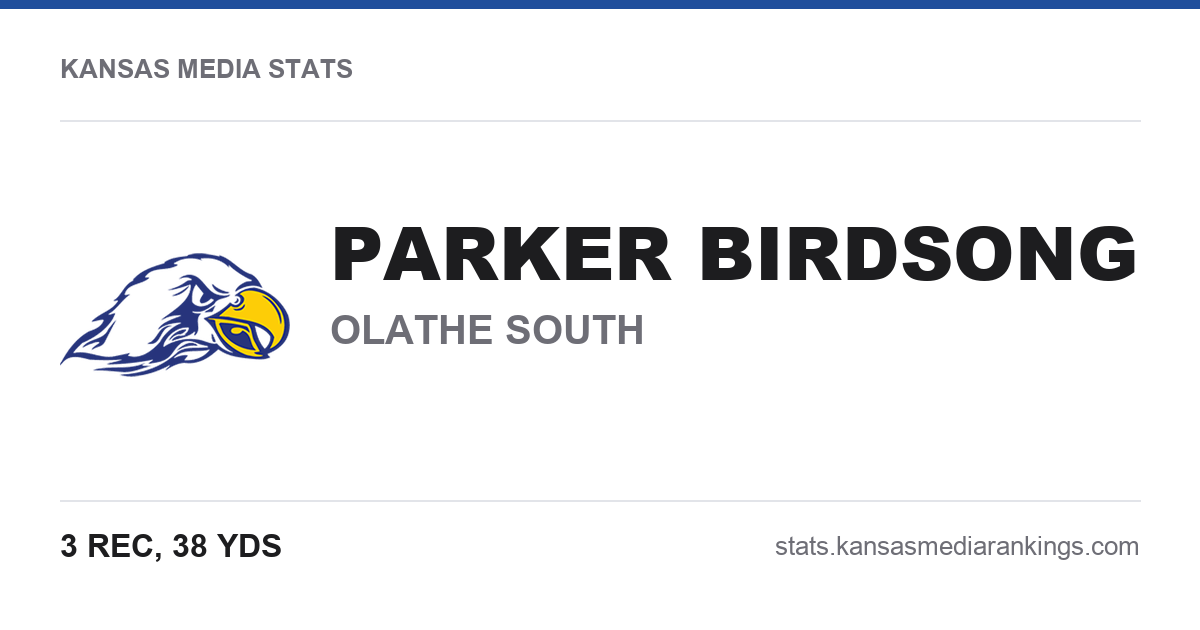 KANSAS MEDIA STATS
PARKER BIRDSONG
OLATHE SOUTH
3 REC, 38 YDS
stats.kansasmediarankings.com